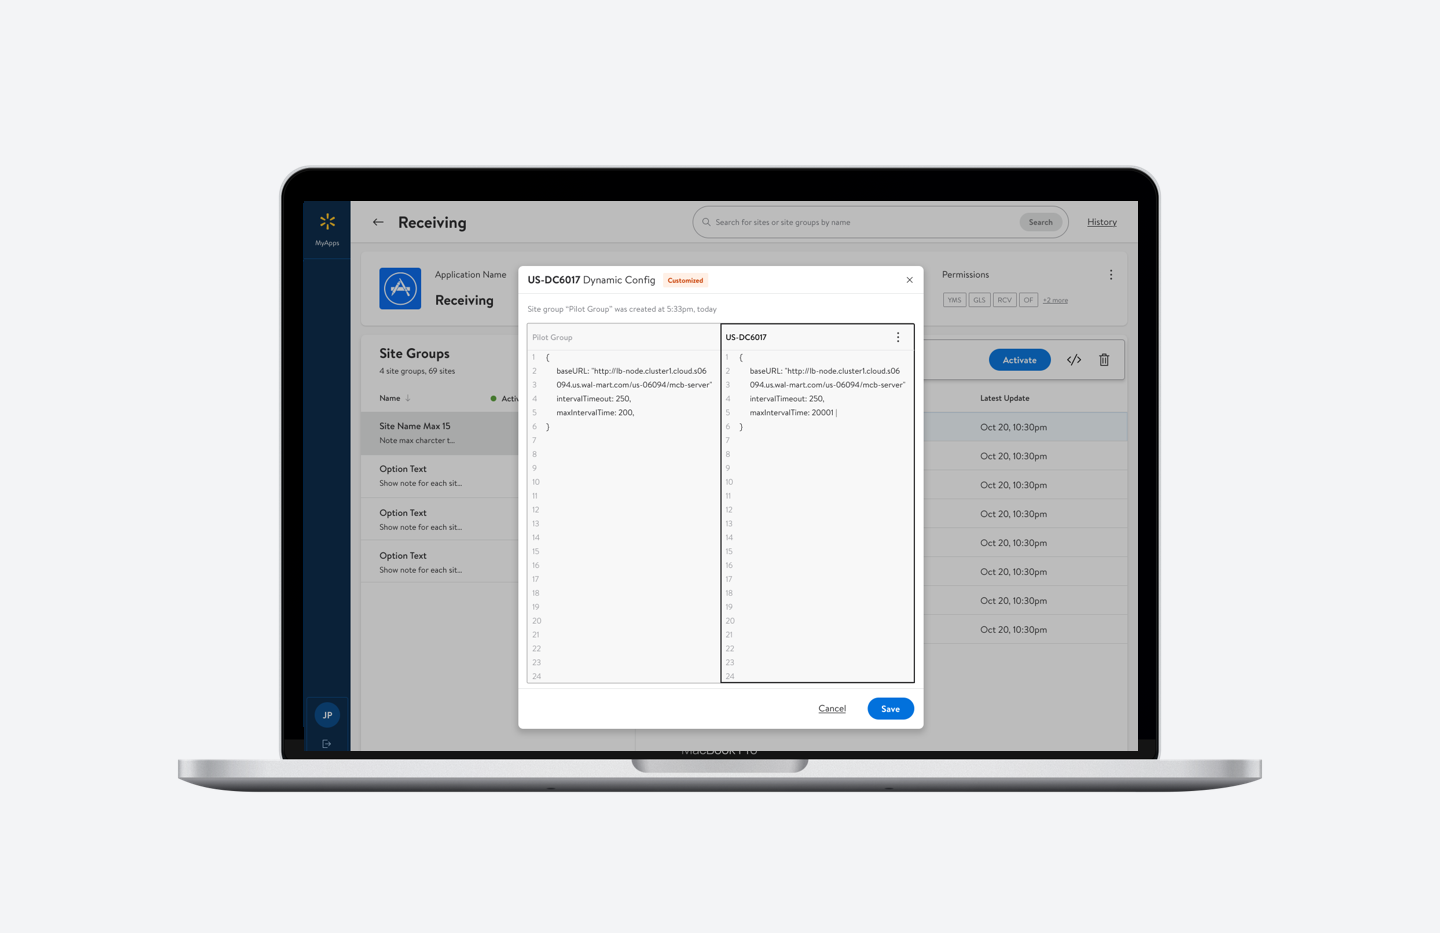 MyApps
Receiving
Search for sites or site groups by name
Search
History
Application Name
Receiving
Permissions
YMS
GLS
RCV
OF
+2 more
Site Groups
4 site groups, 69 sites
Name
Site Name Max 15
Note max charcter t...
Option Text
Show note for each sit...
Option Text
Show note for each sit...
Option Text
Show note for each sit...
JP
US-DC6017 Dynamic Config
Customized
Site group “Pilot Group” was created at 5:33pm, today
Pilot Group
1 {
2 baseURL: "http://lb-node.cluster1.cloud.s06
3 094.us.wal-mart.com/us-06094/mcb-server"
4 intervalTimeout: 250,
5 maxIntervalTime: 200,
6 }
7
8
9
10
11
12
13
14
15
16
17
18
19
20
21
22
23
24
US-DC6017
1 {
2 baseURL: "http://lb-node.cluster1.cloud.s06
3 094.us.wal-mart.com/us-06094/mcb-server"
4 intervalTimeout: 250,
5 maxIntervalTime: 20001
6 }
7
8
9
10
11
12
13
14
15
16
17
18
19
20
21
22
23
24
Cancel
Save
Activate
Latest Update
Oct 20, 10:30pm
Oct 20, 10:30pm
Oct 20, 10:30pm
Oct 20, 10:30pm
Oct 20, 10:30pm
Oct 20, 10:30pm
Oct 20, 10:30pm
Oct 20, 10:30pm
MacBook Pro